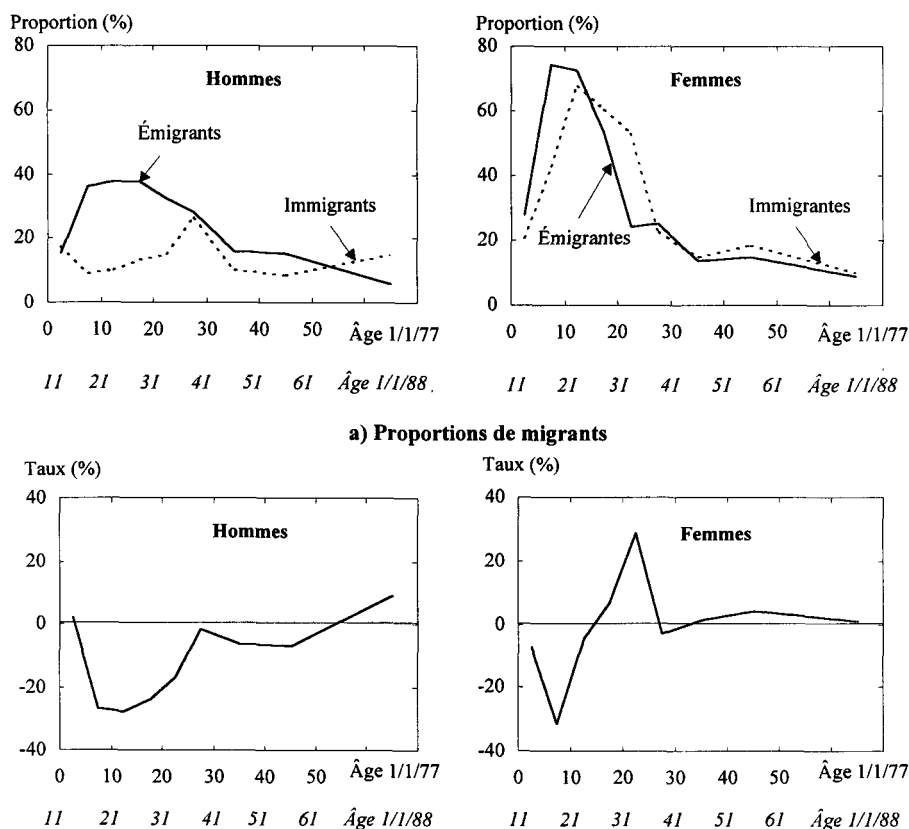 Proportion (%)
80
60
40
20
0
Hommes
Émigrants
Immigrants
0 10 20 30 40 50 Âge 1/1/77
11 21 31 41 51 61 Âge 1/1/88
Proportion (%)
80
60
40
20
0
Femmes
Émigrantes
Immigrantes
0 10 20 30 40 50 Âge 1/1/77
11 21 31 41 51 61 Âge 1/1/88
a) Proportions de migrants
Taux (%)
40
20
0
-20
-40
Hommes
0 10 20 30 40 50 Âge 1/1/77
11 21 31 41 51 61 Âge 1/1/88
Taux (%)
40
20
0
-20
-40
Femmes
0 10 20 30 40 50 Âge 1/1/77
11 21 31 41 51 61 Âge 1/1/88